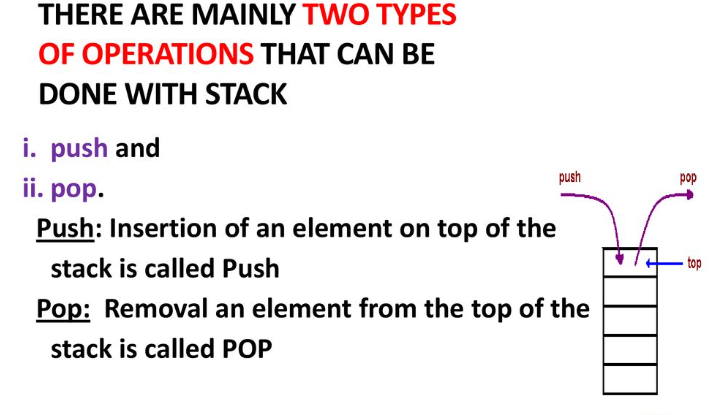 THERE ARE MAINLY TWO TYPES
OF OPERATIONS THAT CAN BE
DONE WITH STACK
i. push and
ii. pop.
Push: Insertion of an element on top of the
stack is called Push
Pop: Removal an element from the top of the
stack is called POP
push
pop
top